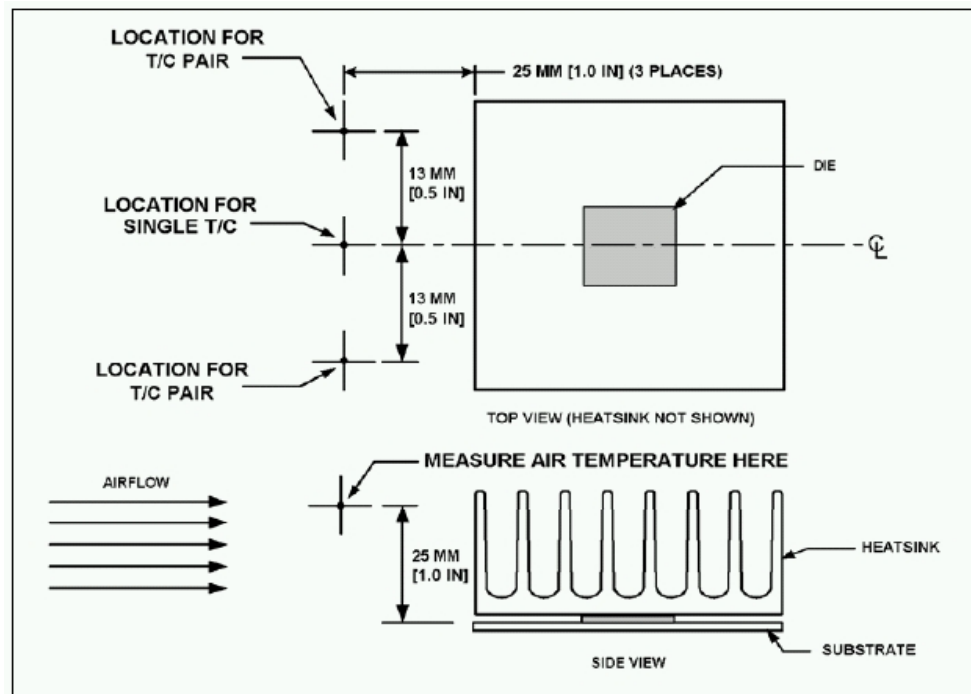 LOCATION FOR
T/C PAIR
25 MM [1.0 IN] (3 PLACES)
13 MM
[0.5 IN]
DIE
LOCATION FOR
SINGLE T/C
CL
13 MM
[0.5 IN]
LOCATION FOR
T/C PAIR
TOP VIEW (HEATSINK NOT SHOWN)
MEASURE AIR TEMPERATURE HERE
AIRFLOW
25 MM
[1.0 IN]
HEATSINK
SUBSTRATE
SIDE VIEW